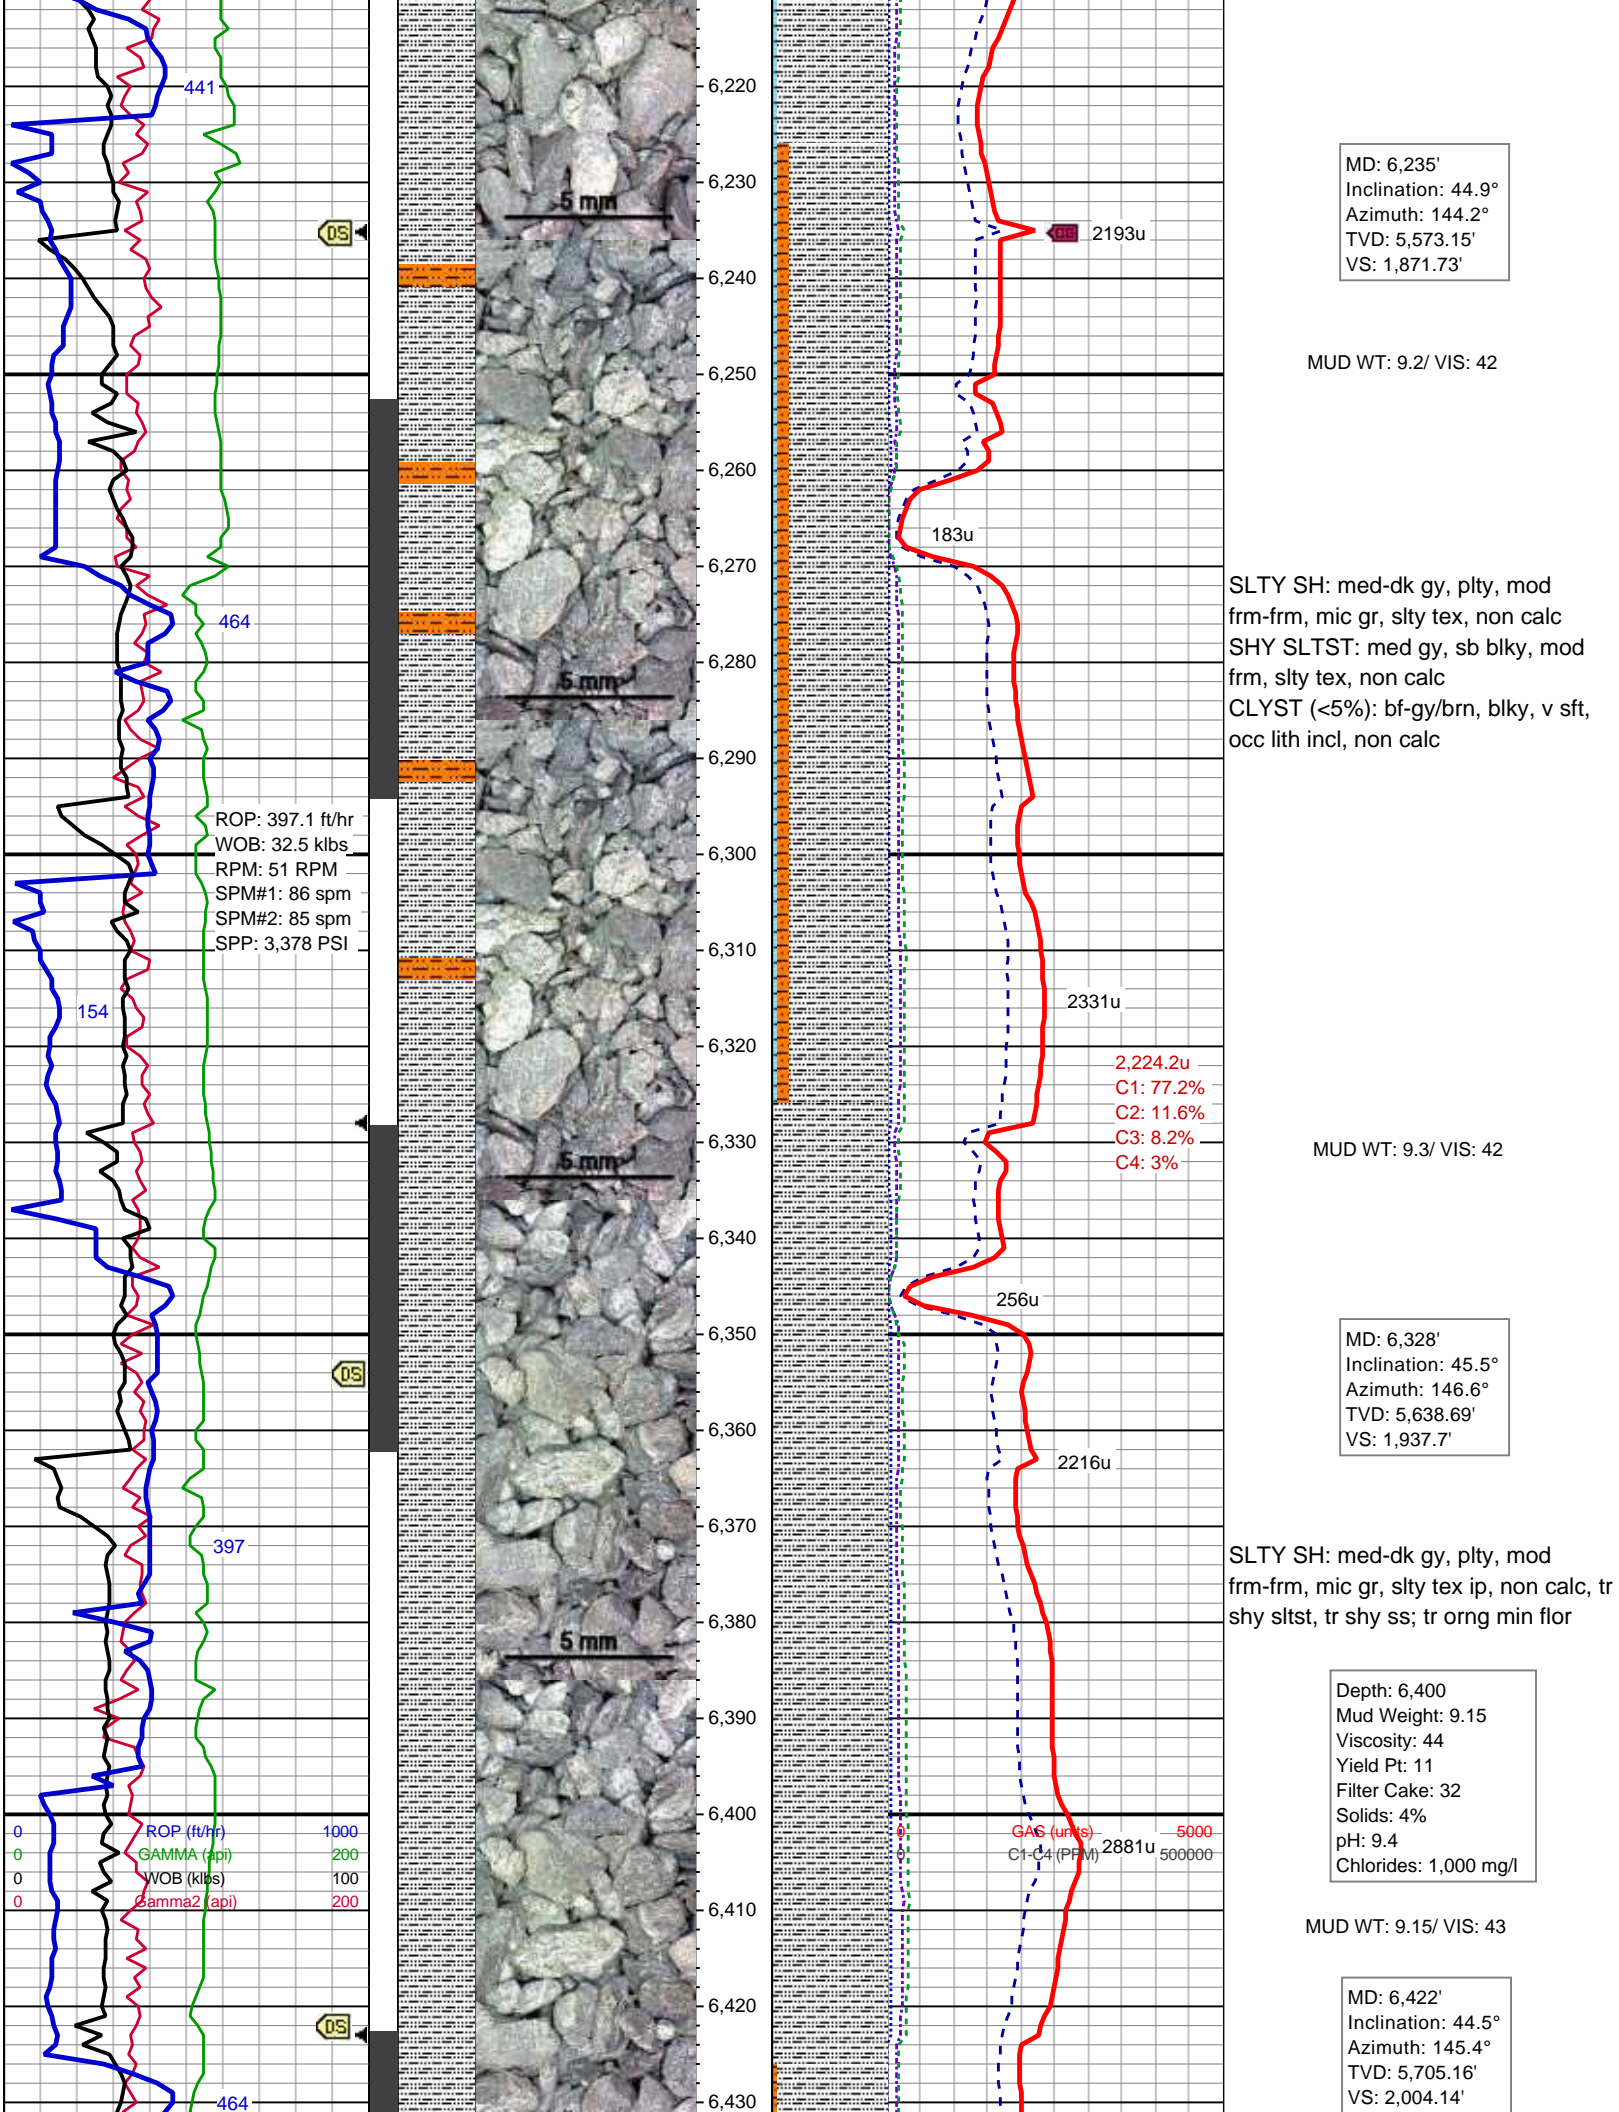 6,220
441
MD: 6,235'
Inclination: 44.9°
Azimuth: 144.2°
TVD: 5,573.15'
VS: 1,871.73'
6,230
5 mm
DS
2193u
6,240
MUD WT: 9.2/ VIS: 42
6,250
6,260
183u
6,270
SLTY SH: med-dk gy, plty, mod
frm-frm, mic gr, slty tex, non calc
SHY SLTST: med gy, sb blky, mod
frm, slty tex, non calc
CLYST (<5%): bf-gy/brn, blky, v sft,
occ lith incl, non calc
464
6,280
5 mm
6,290
ROP: 397.1 ft/hr
WOB: 32.5 klbs
RPM: 51 RPM
SPM#1: 86 spm
SPM#2: 85 spm
SPP: 3,378 PSI
6,300
6,310
154
2331u
6,320
2,224.2u
C1: 77.2%
C2: 11.6%
C3: 8.2%
C4: 3%
6,330
MUD WT: 9.3/ VIS: 42
5 mm
6,340
256u
6,350
MD: 6,328'
Inclination: 45.5°
Azimuth: 146.6°
TVD: 5,638.69'
VS: 1,937.7'
DS
6,360
2216u
6,370
397
SLTY SH: med-dk gy, plty, mod
frm-frm, mic gr, slty tex ip, non calc, tr
shy sltst, tr shy ss; tr orng min flor
6,380
5 mm
6,390
Depth: 6,400
Mud Weight: 9.15
Viscosity: 44
Yield Pt: 11
Filter Cake: 32
Solids: 4%
pH: 9.4
Chlorides: 1,000 mg/l
6,400
0 ROP (ft/hr) 1000
0 GAMMA (api) 200
0 WOB (klbs) 100
0 Gamma2 (api) 200
0 GAS (units) 5000
0 C1-C4 (PPM) 500000
2881u
6,410
MUD WT: 9.15/ VIS: 43
6,420
DS
MD: 6,422'
Inclination: 44.5°
Azimuth: 145.4°
TVD: 5,705.16'
VS: 2,004.14'
6,430
464